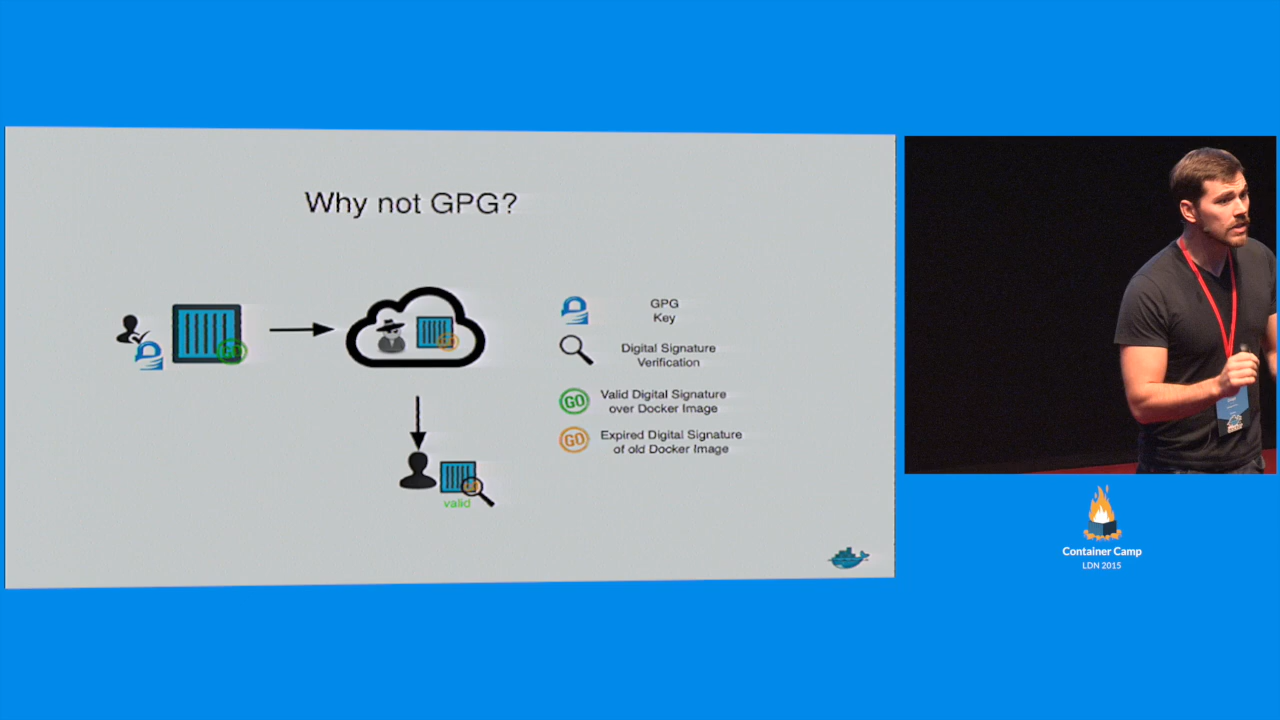 Why not GPG?
GO
valid
GPG
Key
Digital Signature
Verification
GO
Valid Digital Signature
over Docker Image
GO
Expired Digital Signature
of old Docker Image
Container Camp
LDN 2015